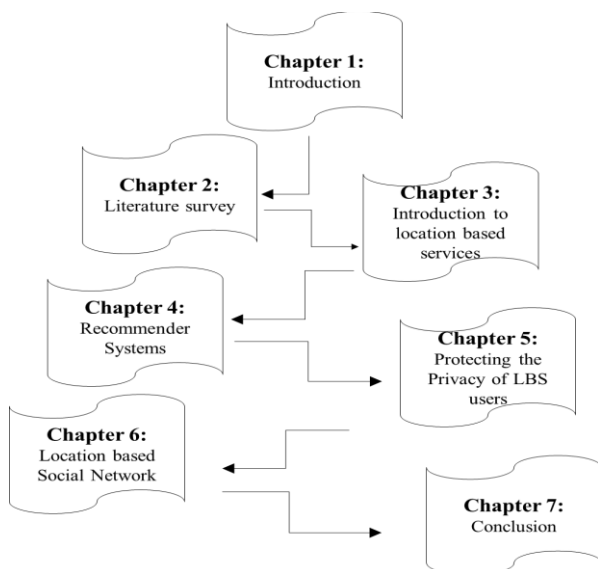 Chapter 1:
Introduction
Chapter 2:
Literature survey
Chapter 3:
Introduction to
location based
services
Chapter 4:
Recommender
Systems
Chapter 5:
Protecting the
Privacy of LBS
users
Chapter 6:
Location based
Social Network
Chapter 7:
Conclusion